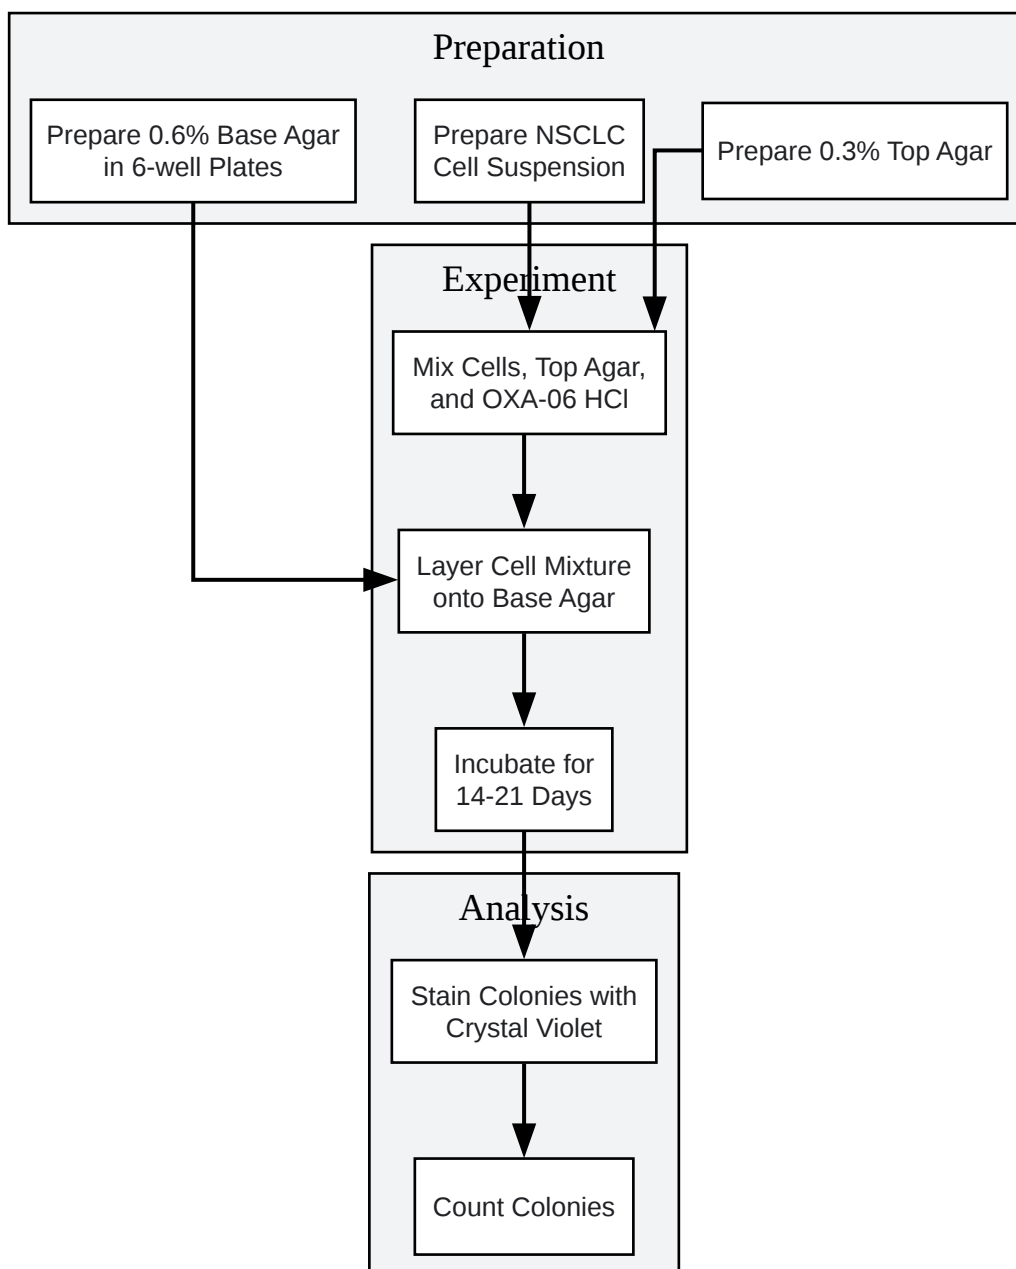 Preparation
Prepare 0.6% Base Agar
in 6-well Plates
Prepare NSCLC
Cell Suspension
Prepare 0.3% Top Agar
Experiment
Mix Cells, Top Agar,
and OXA-06 HCl
Layer Cell Mixture
onto Base Agar
Incubate for
14-21 Days
Analysis
Stain Colonies with
Crystal Violet
Count Colonies